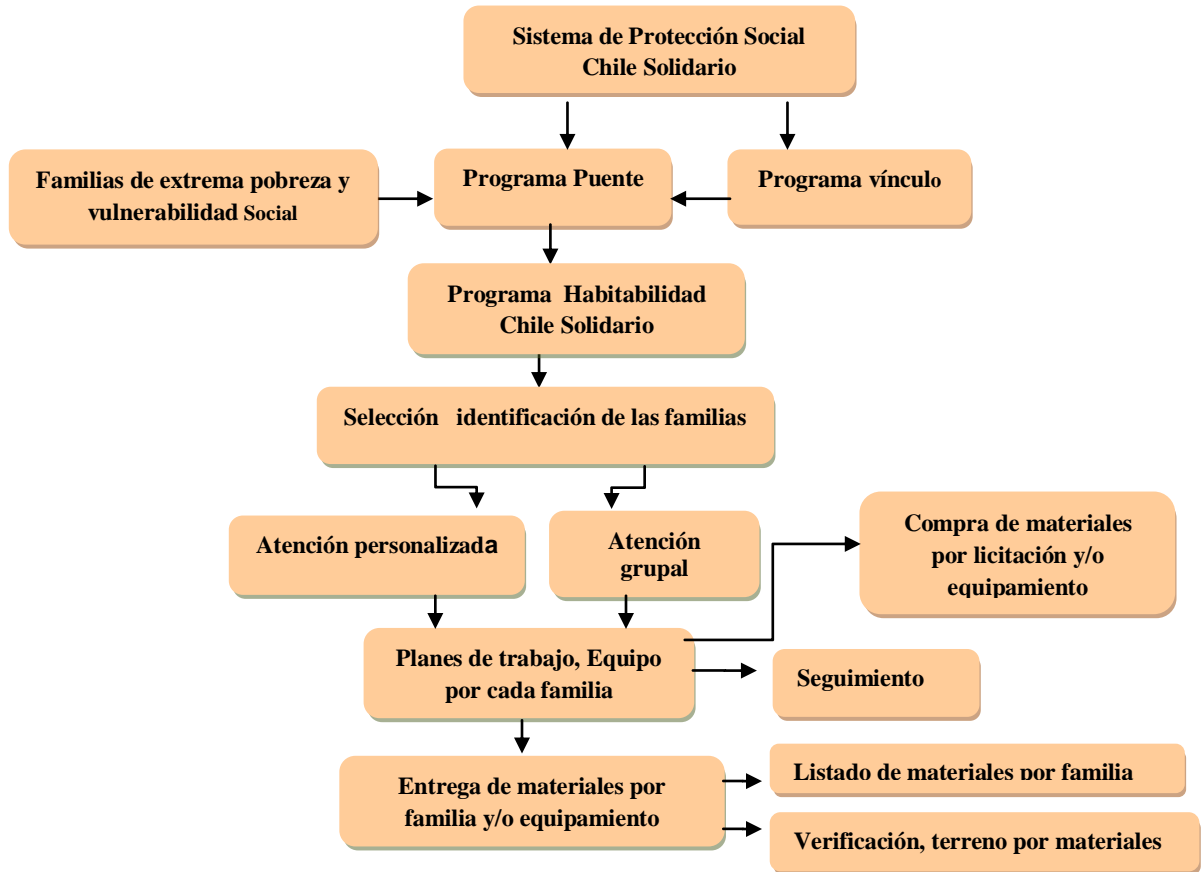 Sistema de Protección Social
Chile Solidario
Familias de extrema pobreza y
vulnerabilidad Social
Programa Puente
Programa vínculo
Programa Habitabilidad
Chile Solidario
Selección identificación de las familias
Atención personalizada
Atención
grupal
Compra de materiales
por licitación y/o
equipamiento
Planes de trabajo, Equipo
por cada familia
Seguimiento
Entrega de materiales por
familia y/o equipamiento
Listado de materiales por familia
Verificación, terreno por materiales